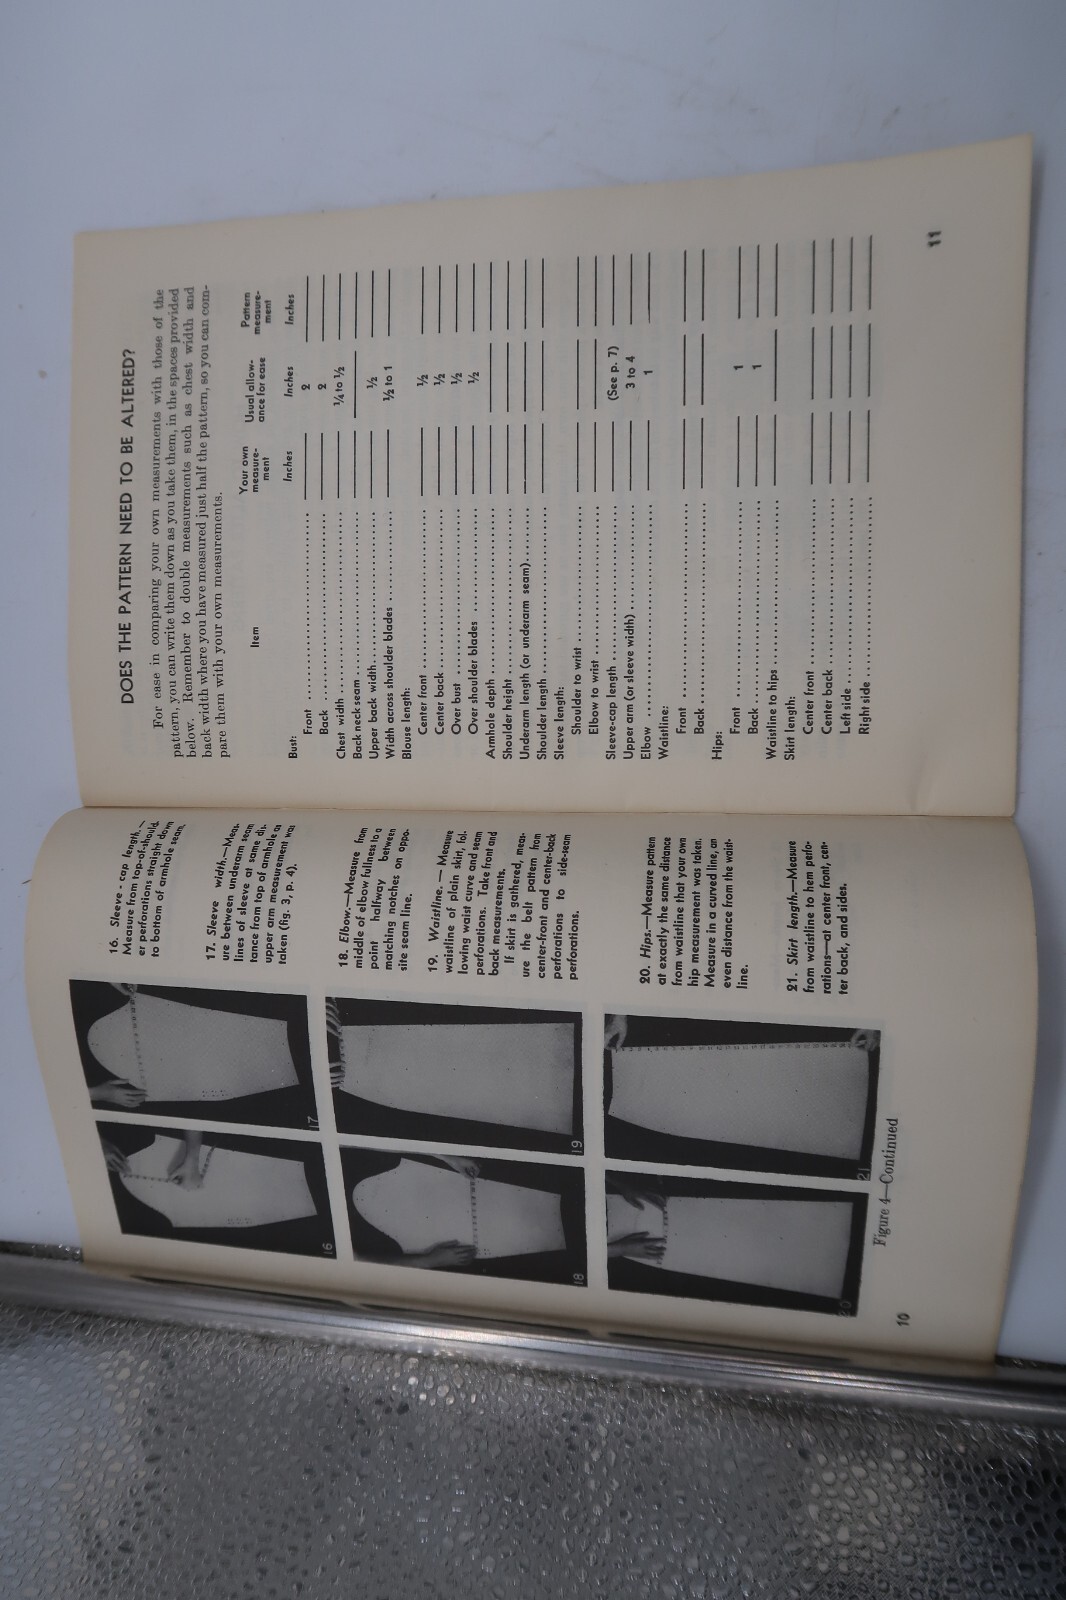 16. Sleeve-cap length.—
Measure from top-of-should-
er perforations straight down
to bottom of armhole seam.
17. Sleeve width.—Meas-
ure between underarm seam
lines of sleeve at same dis-
tance from top of armhole as
upper arm measurement was
taken (fig. 3, p. 4).
18. Elbow.—Measure from
middle of elbow fullness to a
point halfway between
matching notches on oppo-
site seam line.
19. Waistline.—Measure
waistline of plain skirt, fol-
lowing waist curve and seam
perforations. Take front and
back measurements.
If skirt is gathered, meas-
ure the belt pattern from
center-front and center-back
perforations to side-seam
perforations.
20. Hips.—Measure pattern
at exactly the same distance
from waistline that your own
hip measurement was taken.
Measure in a curved line, an
even distance from the waist-
line.
21. Skirt length.—Measure
from waistline to hem perfo-
rations—at center front, cen-
ter back, and sides.
16
17
18
19
20
21
Figure 4—Continued
10
DOES THE PATTERN NEED TO BE ALTERED?
For ease in comparing your own measurements with those of the
pattern, you can write them down as you take them, in the spaces provided
below. Remember to double measurements such as chest width and
back width where you have measured just half the pattern, so you can com-
pare them with your own measurements.
Item Your own measure-ment Usual allow-ance for ease Pattern measure-ment
Inches Inches Inches
Bust:
Front 2
Back 2
Chest width ¼ to ½
Back neck seam
Upper back width ½
Width across shoulder blades ½ to 1
Blouse length:
Center front ½
Center back ½
Over bust ½
Over shoulder blades ½
Armhole depth
Shoulder height
Underarm length (or underarm seam)
Shoulder length
Sleeve length:
Shoulder to wrist
Elbow to wrist
Sleeve-cap length (See p. 7)
Upper arm (or sleeve width) 3 to 4
Elbow 1
Waistline:
Front
Back
Hips:
Front 1
Back 1
Waistline to hips
Skirt length:
Center front
Center back
Left side
Right side
11